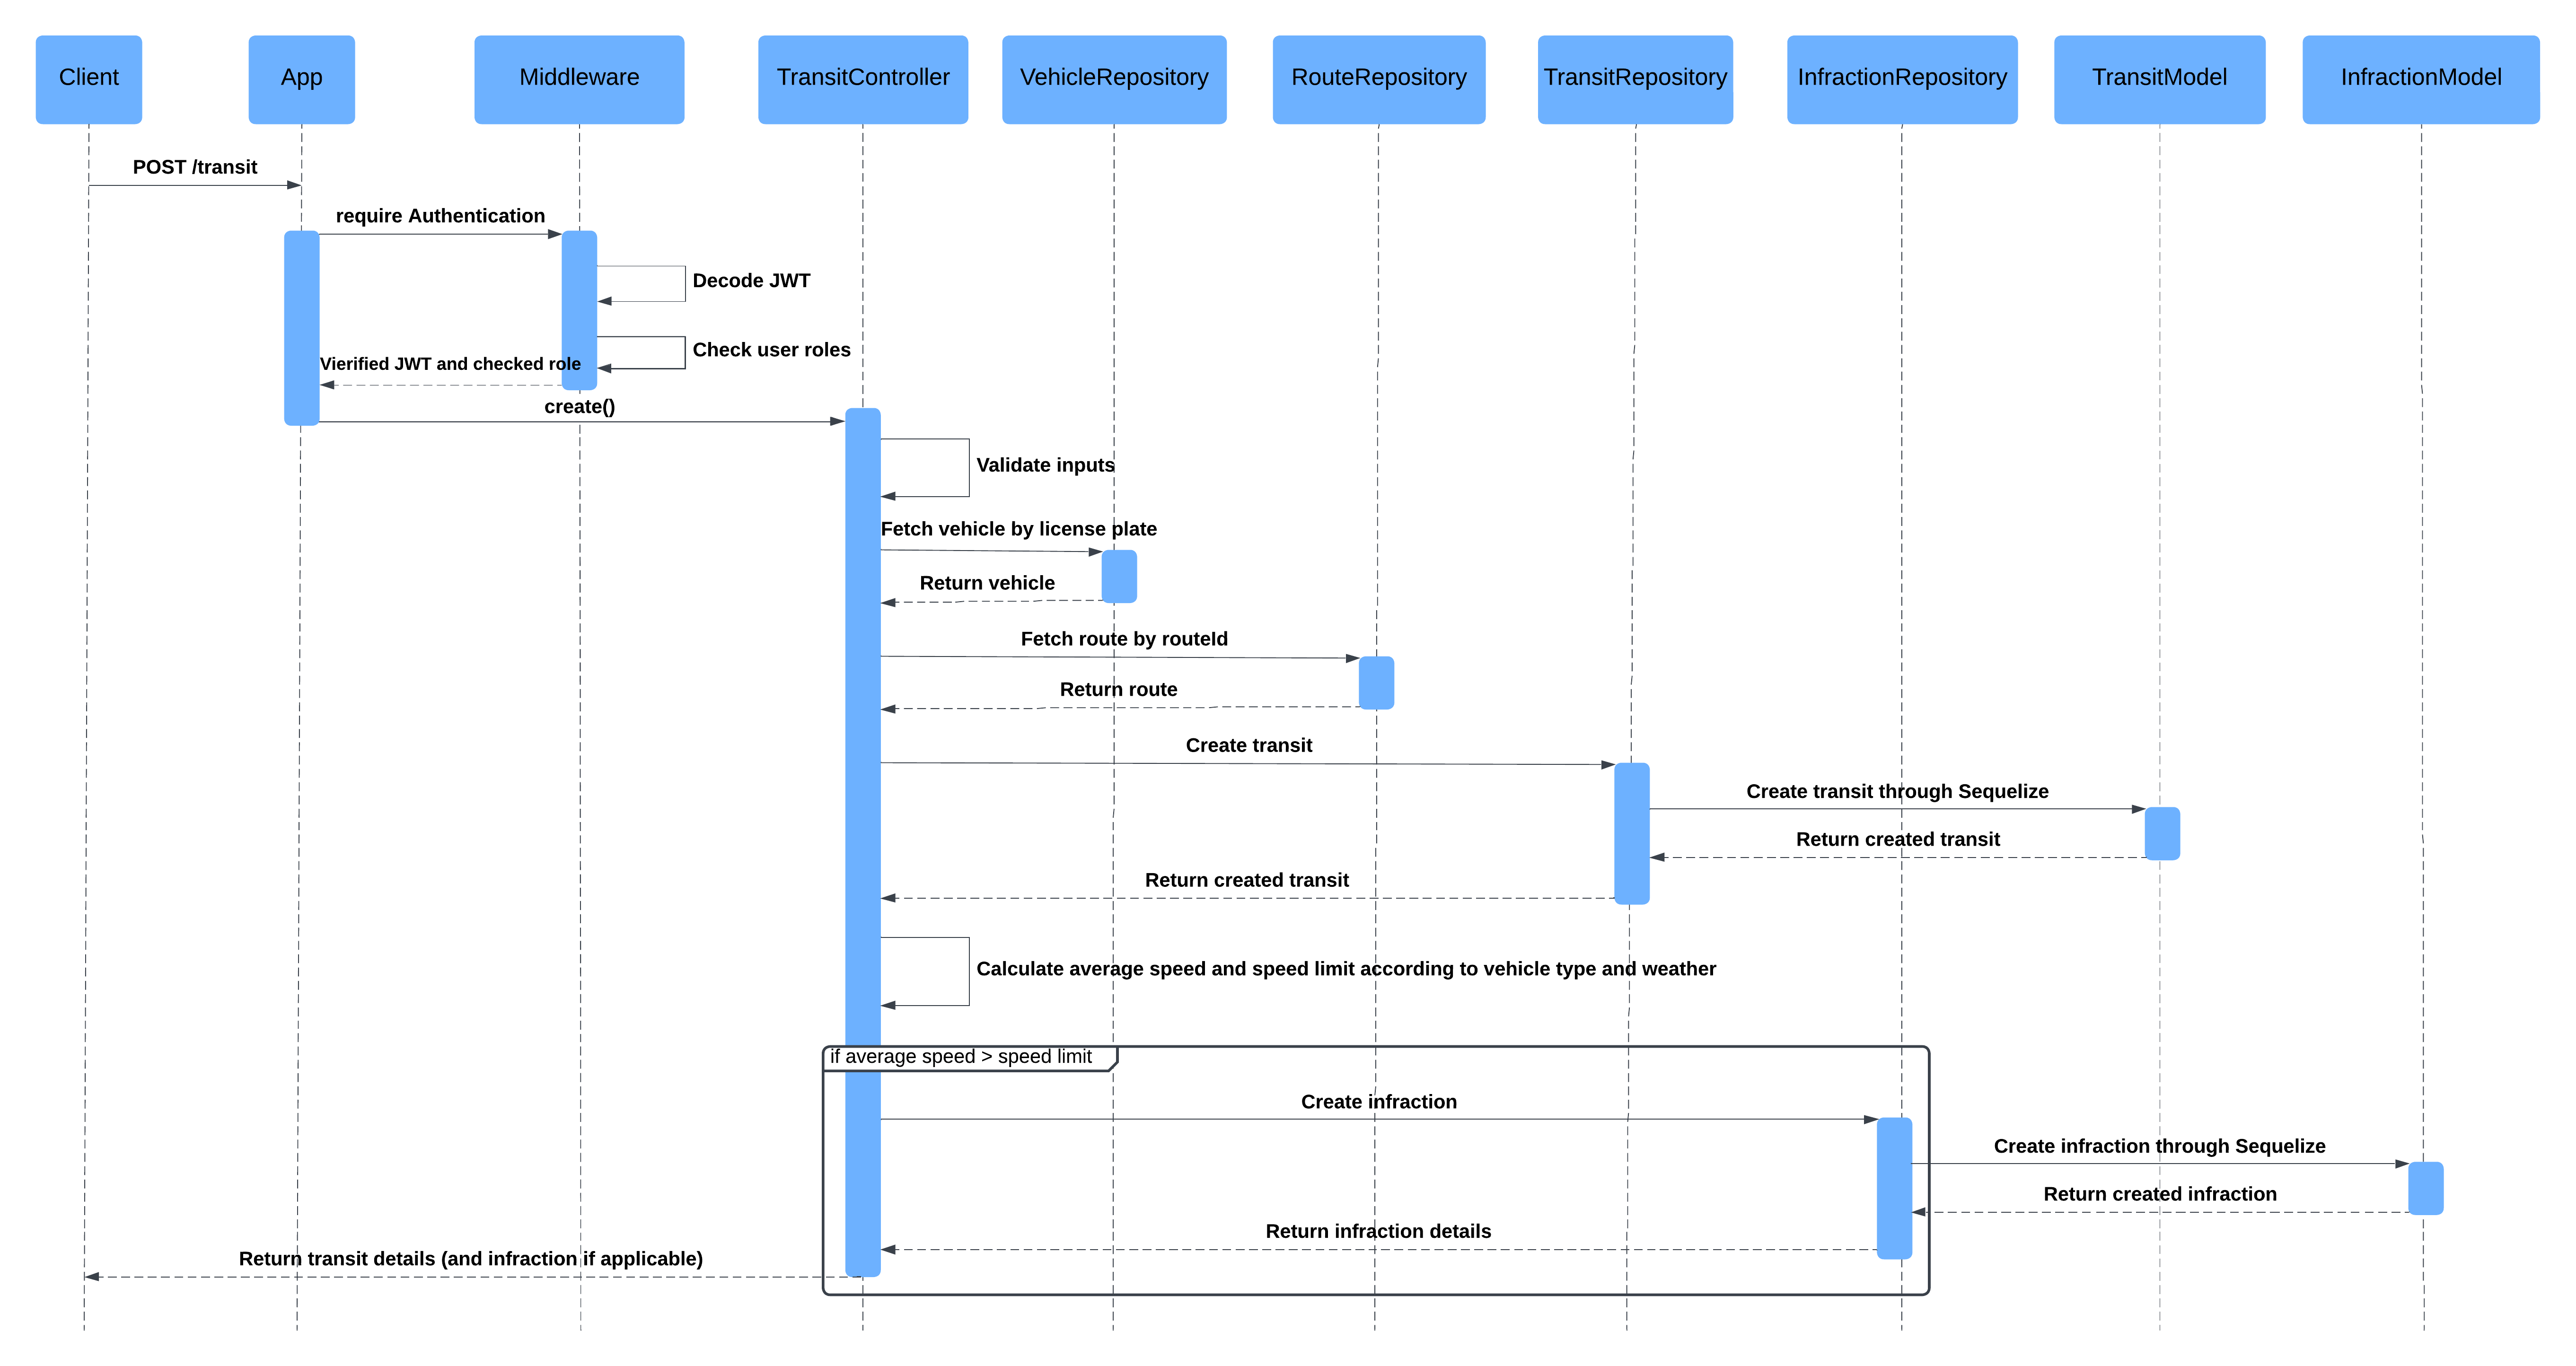 Client
App
Middleware
TransitController
VehicleRepository
RouteRepository
TransitRepository
InfractionRepository
TransitModel
InfractionModel
POST /transit
require Authentication
Decode JWT
Check user roles
Vierified JWT and checked role
create()
Validate inputs
Fetch vehicle by license plate
Return vehicle
Fetch route by routeId
Return route
Create transit
Create transit through Sequelize
Return created transit
Return created transit
Calculate average speed and speed limit according to vehicle type and weather
if average speed > speed limit
Create infraction
Create infraction through Sequelize
Return created infraction
Return infraction details
Return transit details (and infraction if applicable)